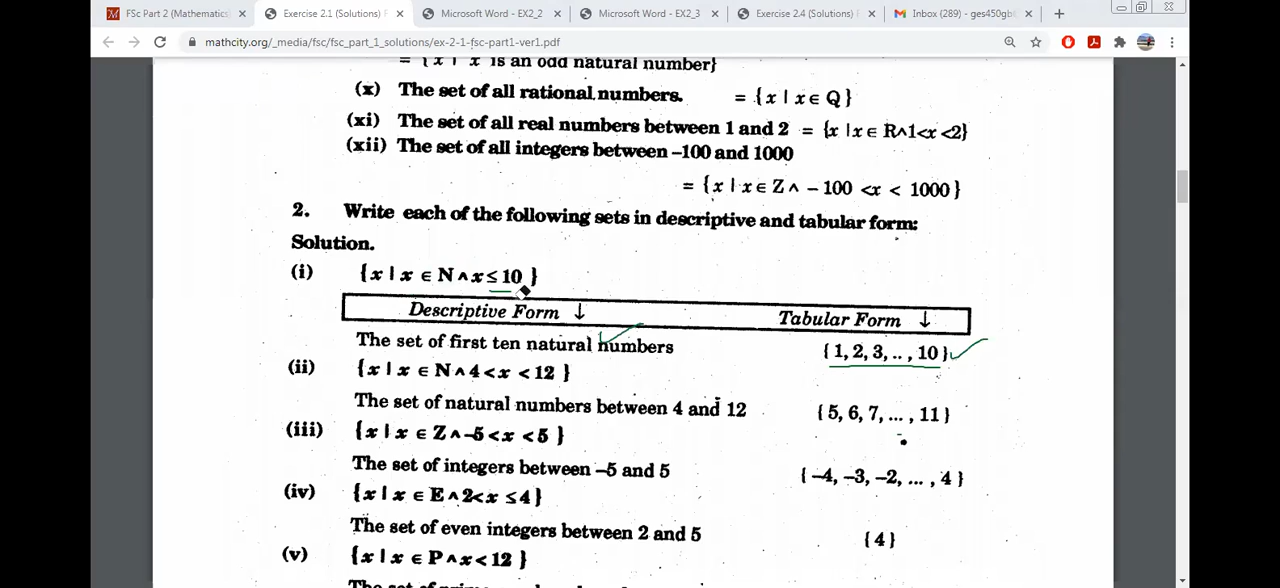 FSc Part 2 (Mathematics)
Exercise 2.1 (Solutions)
Microsoft Word - EX2_2
Microsoft Word - EX2_3
Exercise 2.4 (Solutions)
Inbox (289) - ges450gb
mathcity.org/_media/fsc/fsc_part_1_solutions/ex-2-1-fsc-part1-ver1.pdf
= {x | x is an odd natural number}
(x) The set of all rational numbers. = {x | x ∈ Q}
(xi) The set of all real numbers between 1 and 2 = {x | x ∈ R ∧ 1 < x < 2}
(xii) The set of all integers between –100 and 1000
= {x | x ∈ Z ∧ – 100 < x < 1000}
2. Write each of the following sets in descriptive and tabular form:
Solution.
(i) {x | x ∈ N ∧ x ≤ 10 }
Descriptive Form ↓ Tabular Form ↓
The set of first ten natural numbers { 1, 2, 3, .. , 10 }
(ii) {x | x ∈ N ∧ 4 < x < 12 }
The set of natural numbers between 4 and 12 { 5, 6, 7, ... , 11 }
(iii) {x | x ∈ Z ∧ –5 < x < 5 }
The set of integers between –5 and 5 { –4, –3, –2, ... , 4 }
(iv) {x | x ∈ E ∧ 2 < x ≤ 4}
The set of even integers between 2 and 5 { 4 }
(v) {x | x ∈ P ∧ x < 12 }